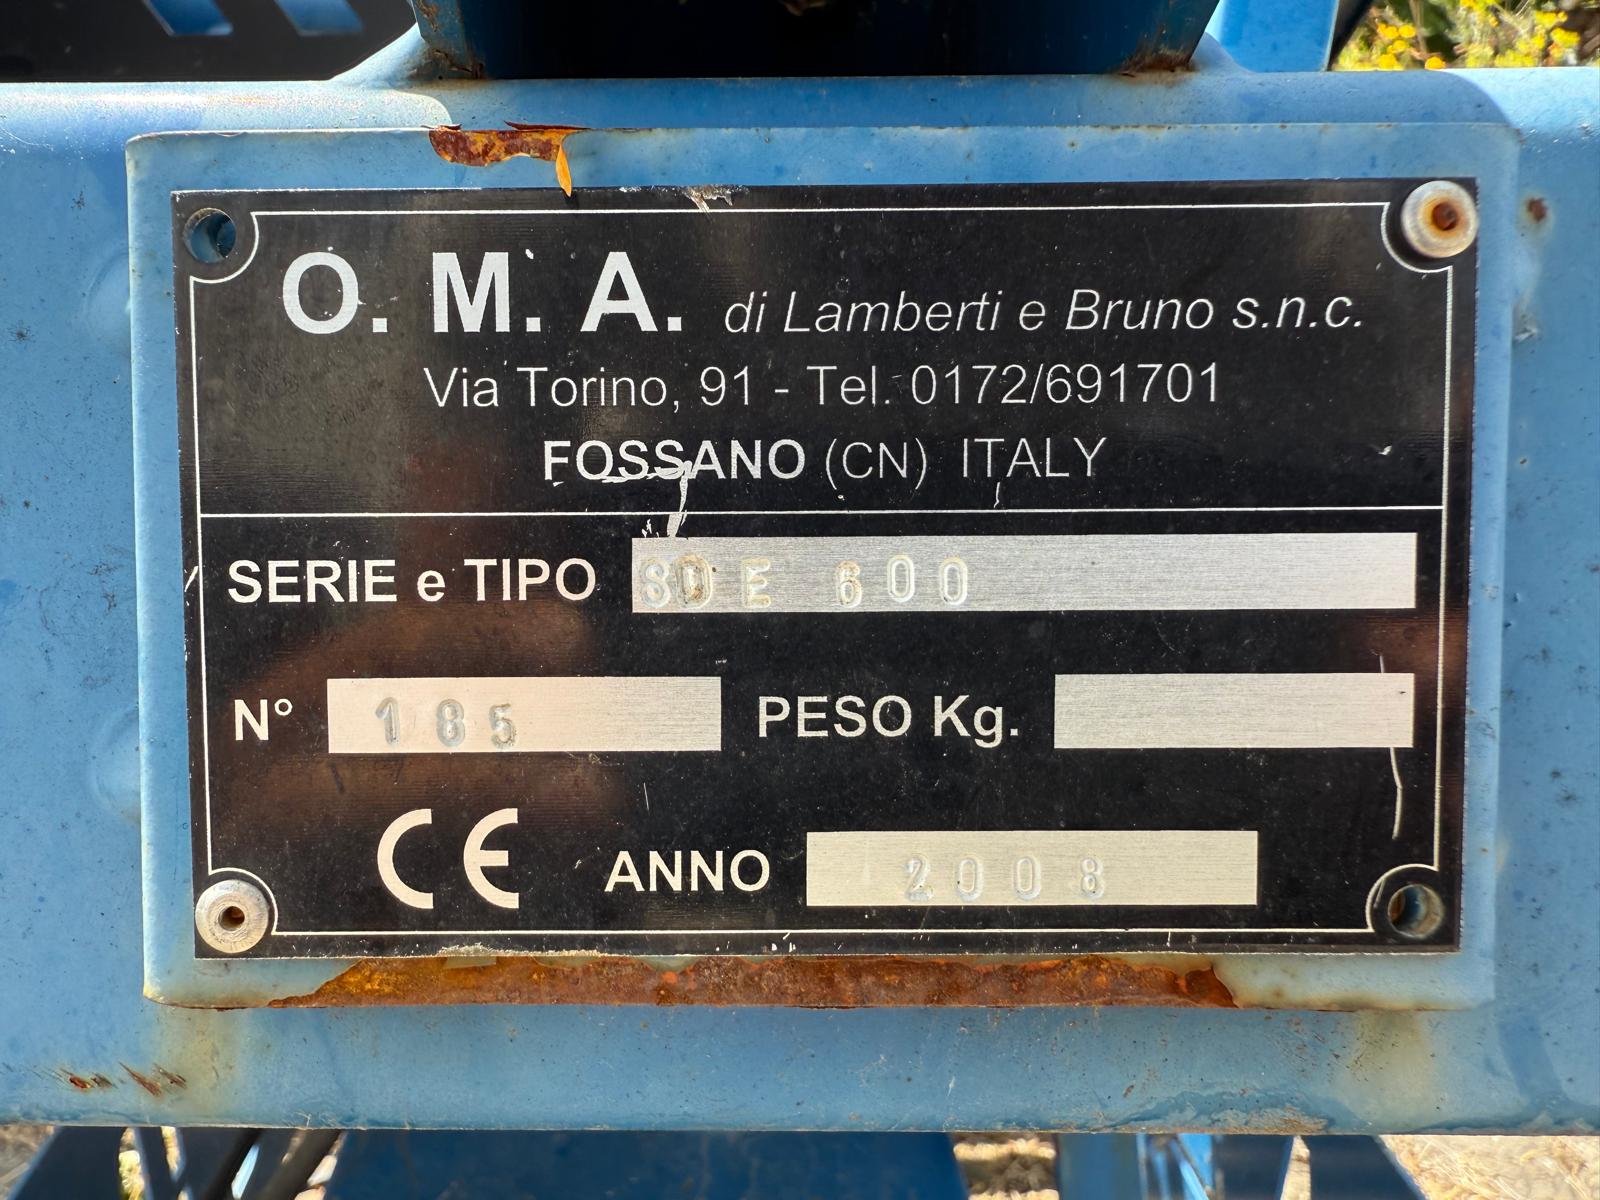 O. M. A. di Lamberti e Bruno s.n.c.
Via Torino, 91 - Tel. 0172/691701
FOSSANO (CN) ITALY
SERIE e TIPO SDE 600
N° 185 PESO Kg.
CE ANNO 2008